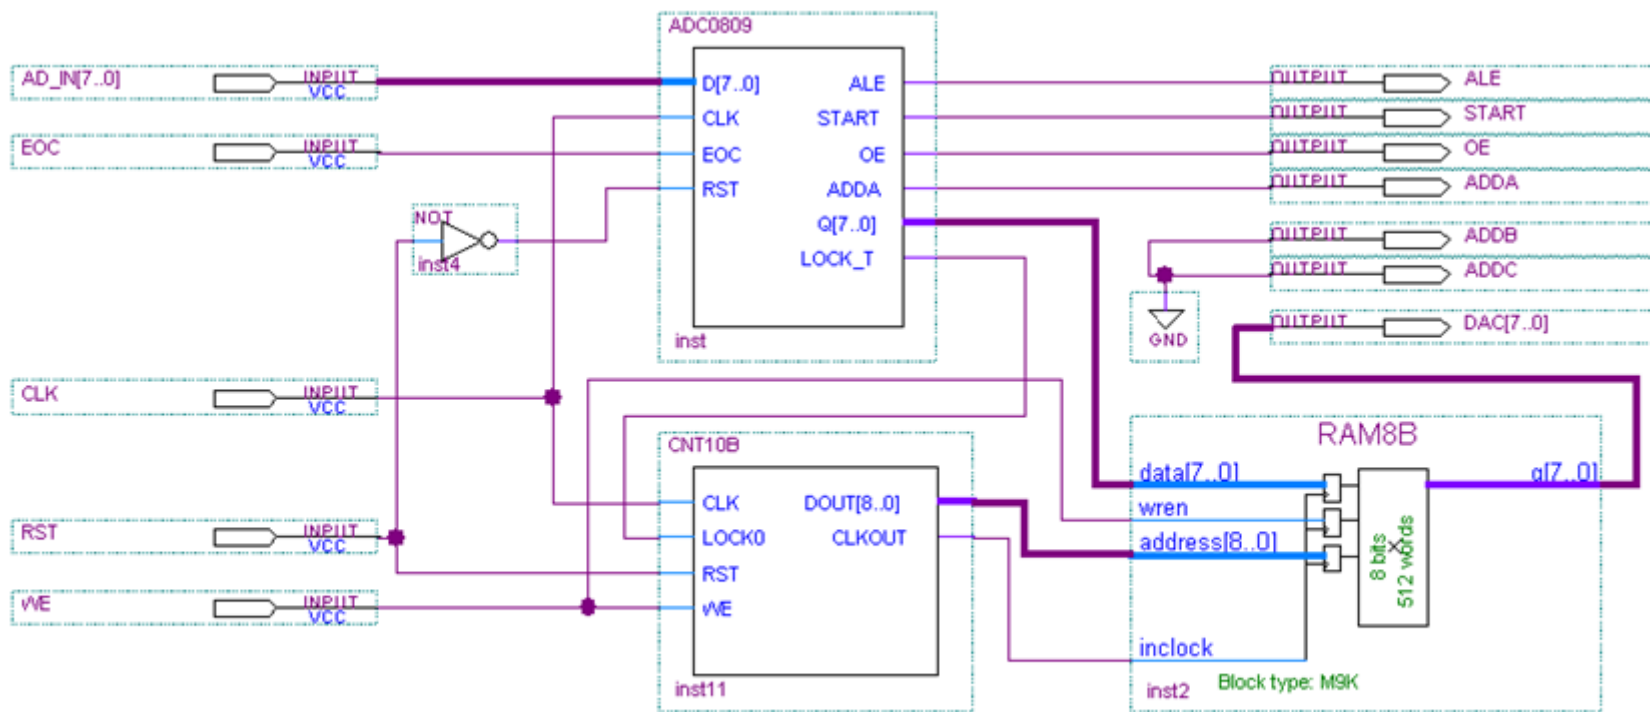 ADC0809
AD_IN[7..0]
INPUT
VCC
D[7..0]
ALE
OUTPUT
ALE
CLK
START
OUTPUT
START
EOC
INPUT
VCC
EOC
OE
OUTPUT
OE
RST
ADDA
OUTPUT
ADDA
NOT
inst4
Q[7..0]
OUTPUT
ADDB
LOCK_T
OUTPUT
ADDC
GND
inst
OUTPUT
DAC[7..0]
CLK
INPUT
VCC
CNT10B
RAM8B
CLK
DOUT[8..0]
data[7..0]
q[7..0]
RST
INPUT
VCC
LOCK0
CLKOUT
wren
address[8..0]
RST
8 bits
×
512 words
WE
INPUT
VCC
WE
inclock
inst11
inst2
Block type: M9K